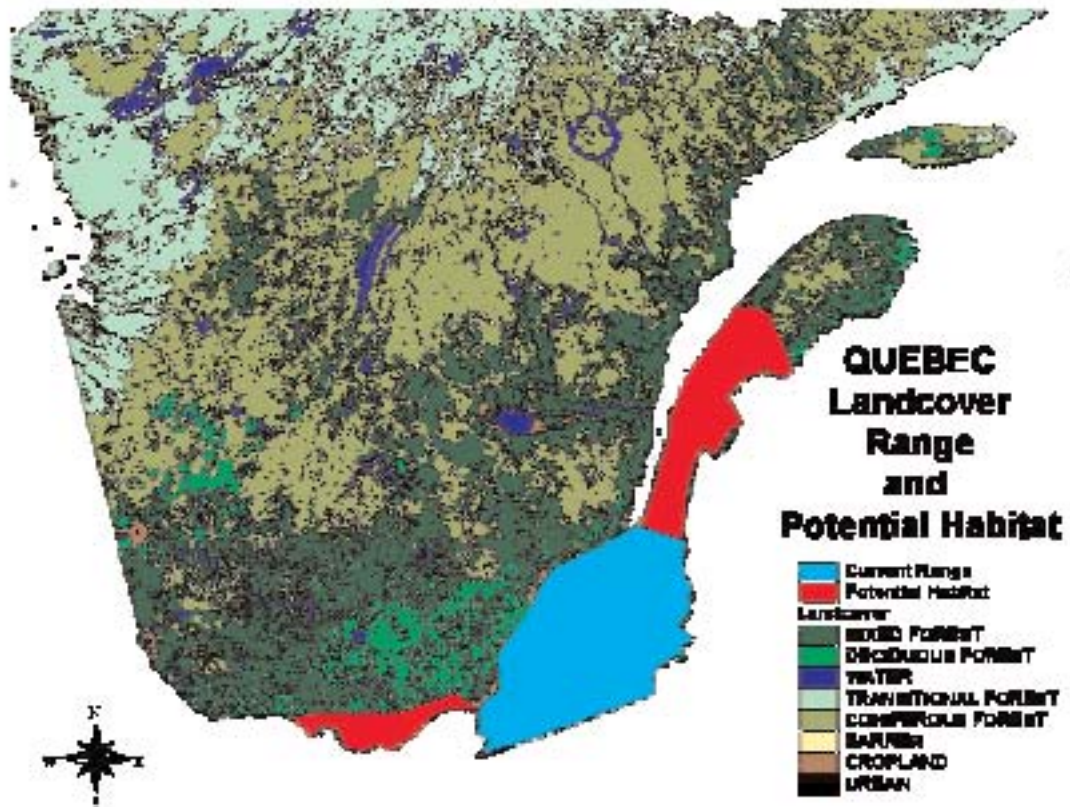 QUEBEC
Landcover
Range
and
Potential Habitat
Current Range
Potential Habitat
Landcover
MIXED FOREST
DECIDUOUS FOREST
WATER
TRANSITIONAL FOREST
CONIFEROUS FOREST
BARREN
CROPLAND
URBAN
N
W E